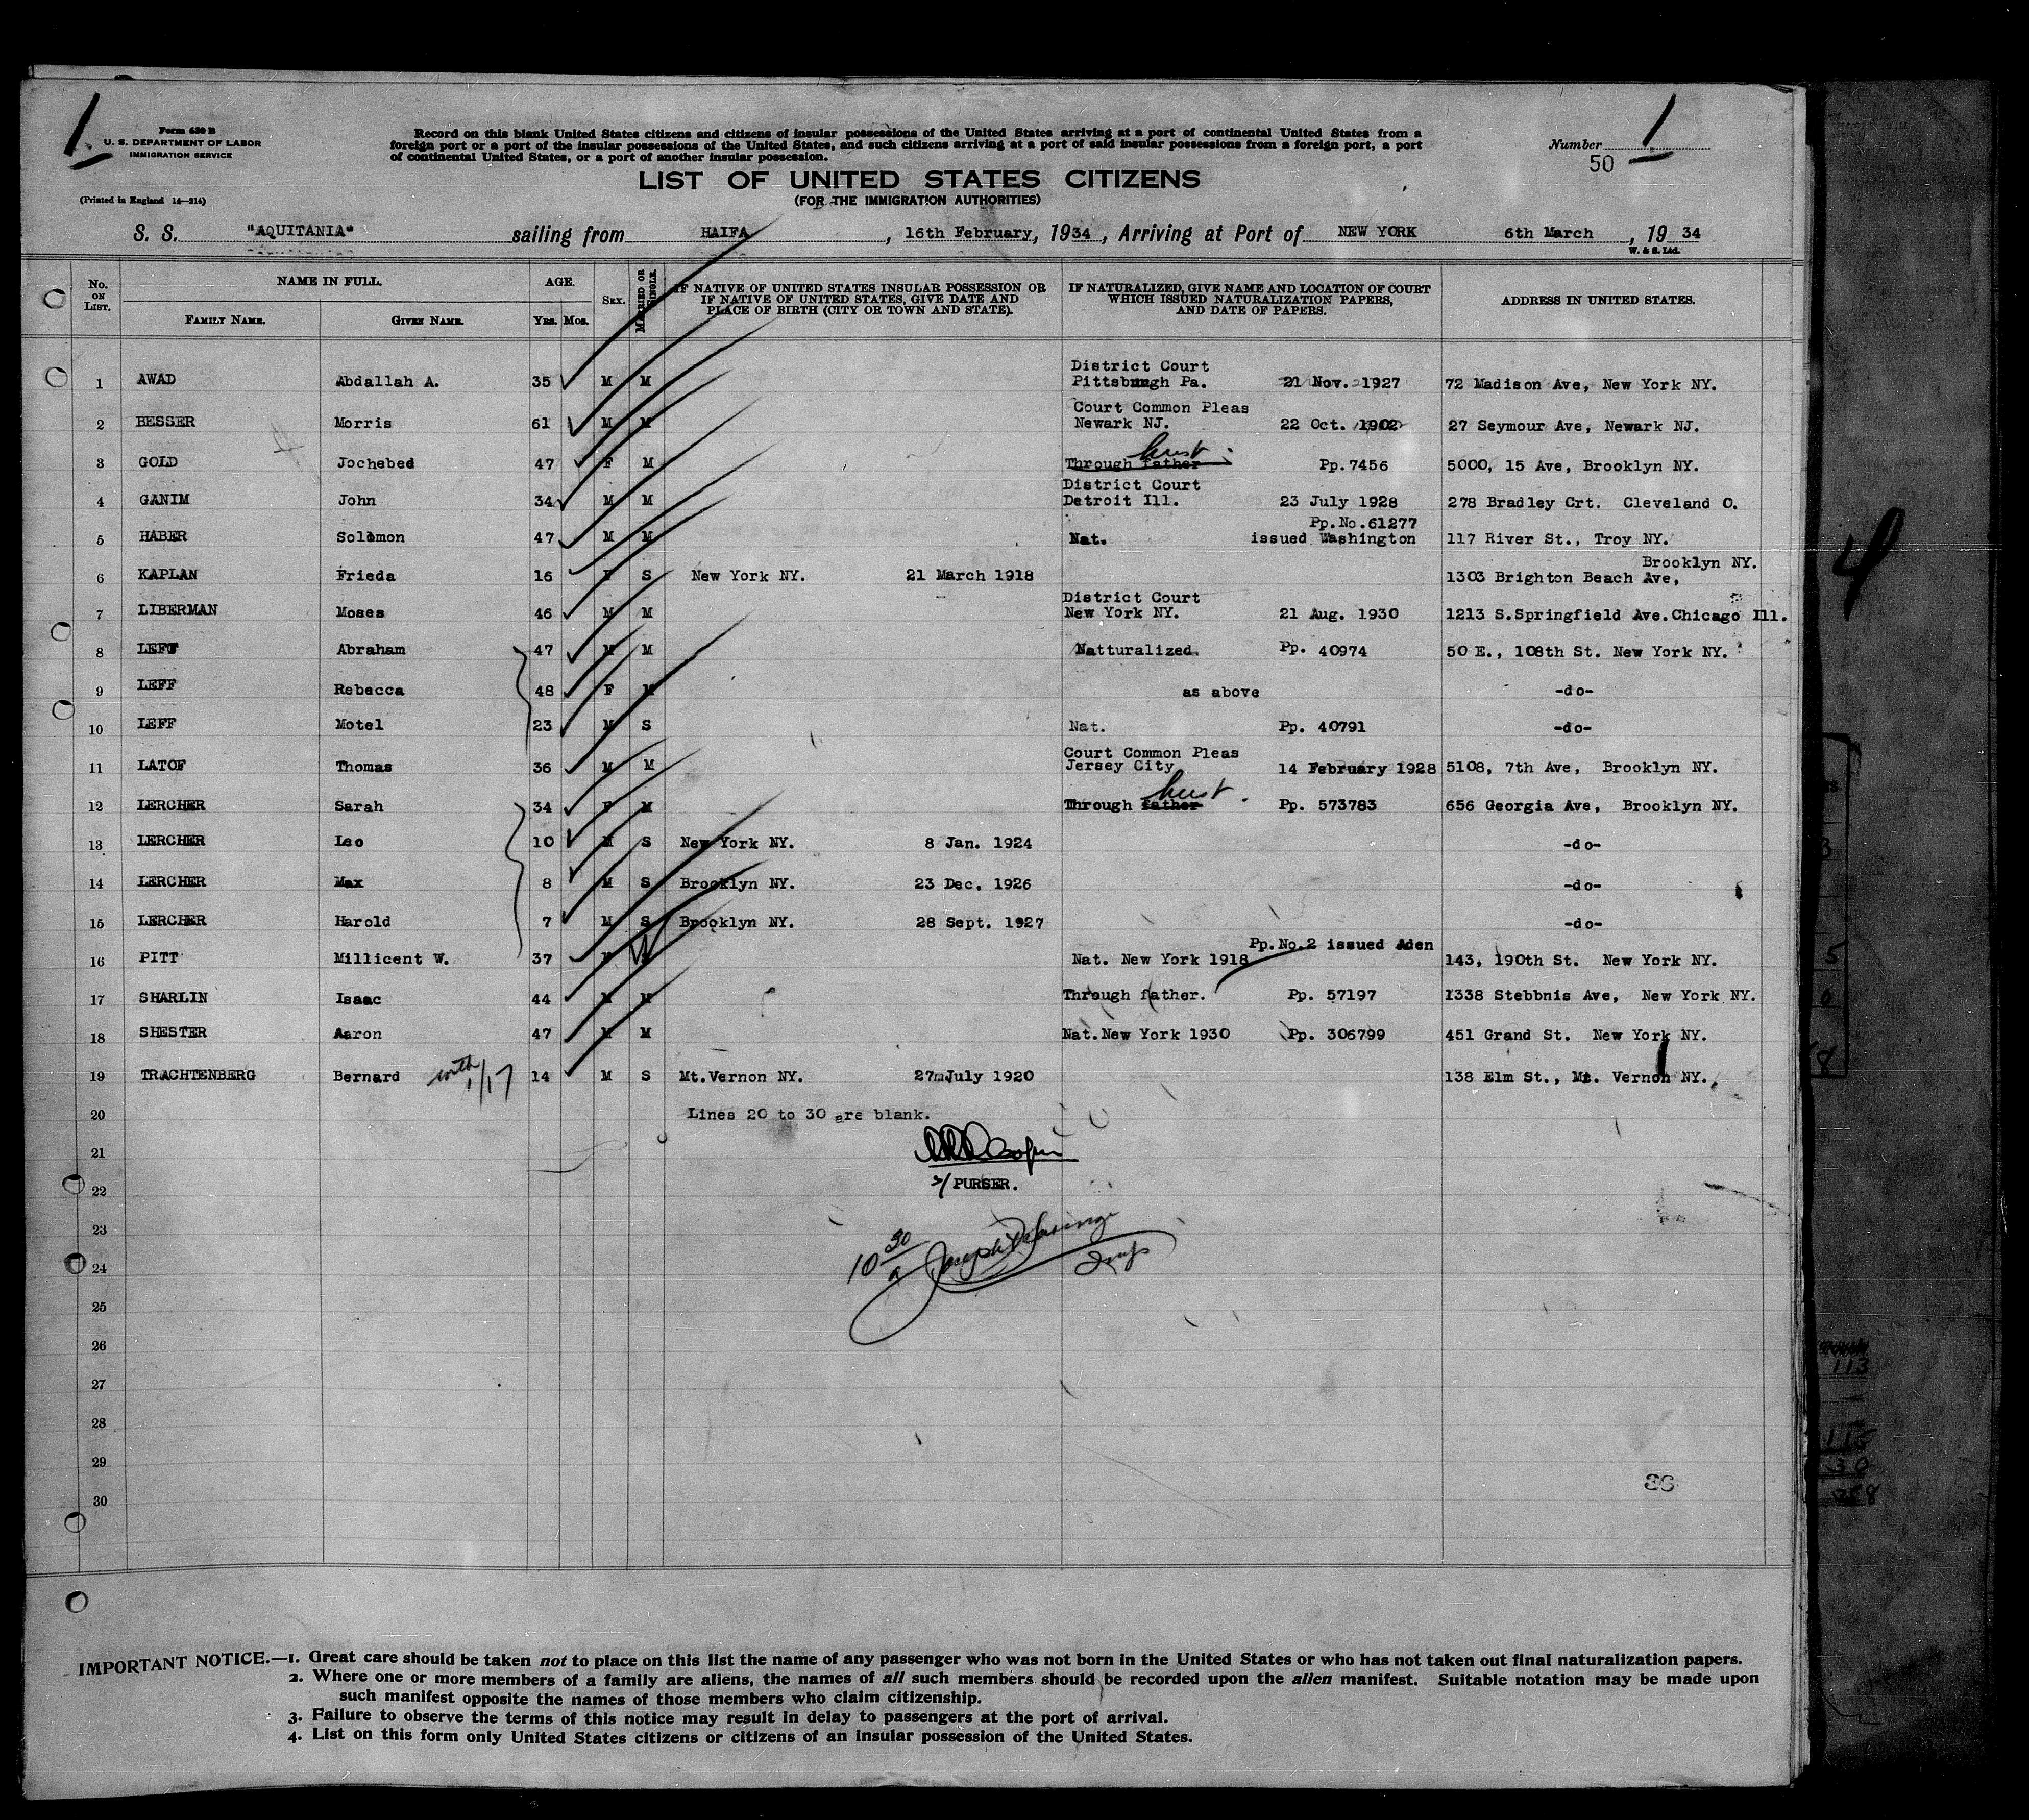 1
1
Form 630 B
U. S. DEPARTMENT OF LABOR
IMMIGRATION SERVICE
(Printed in England 14—214)
Record on this blank United States citizens and citizens of insular possessions of the United States arriving at a port of continental United States from a
foreign port or a port of the insular possessions of the United States, and such citizens arriving at a port of said insular possessions from a foreign port, a port
of continental United States, or a port of another insular possession.
Number
50
LIST OF UNITED STATES CITIZENS
(FOR THE IMMIGRATION AUTHORITIES)
S. S. "AQUITANIA" sailing from HAIFA, 16th February, 1934, Arriving at Port of NEW YORK 6th March, 19 34
W. & S. Ltd.
No. ON LIST. NAME IN FULL. AGE. SEX. MARRIED OR SINGLE. IF NATIVE OF UNITED STATES INSULAR POSSESSION OR IF NATIVE OF UNITED STATES, GIVE DATE AND PLACE OF BIRTH (CITY OR TOWN AND STATE). IF NATURALIZED, GIVE NAME AND LOCATION OF COURT WHICH ISSUED NATURALIZATION PAPERS, AND DATE OF PAPERS. ADDRESS IN UNITED STATES.
FAMILY NAME. GIVEN NAME. YRS. MOS.
District Court
1 AWAD Abdallah A. 35 M M Pittsburgh Pa. 21 Nov. 1927 72 Madison Ave, New York NY.
Court Common Pleas
2 BESSER Morris 61 M M Newark NJ. 22 Oct. 1902 27 Seymour Ave, Newark NJ.
hust
3 GOLD Jochebed 47 F M Through father Pp.7456 5000, 15 Ave, Brooklyn NY.
District Court
4 GANIM John 34 M M Detroit Ill. 23 July 1928 278 Bradley Crt. Cleveland O.
Pp.No.61277
5 HABER Solomon 47 M M Nat. issued Washington 117 River St., Troy NY.
Brooklyn NY.
6 KAPLAN Frieda 16 F S New York NY. 21 March 1918 1303 Brighton Beach Ave,
District Court
7 LIBERMAN Moses 46 M M New York NY. 21 Aug. 1930 1213 S.Springfield Ave.Chicago Ill.
8 LEFF Abraham 47 M M Natturalized. Pp. 40974 50 E., 108th St. New York NY.
9 LEFF Rebecca 48 F M as above -do-
10 LEFF Motel 23 M S Nat. Pp. 40791 -do-
Court Common Pleas
11 LATOF Thomas 36 M M Jersey City 14 February 1928 5108, 7th Ave, Brooklyn NY.
hust.
12 LERCHER Sarah 34 F M Through father Pp. 573783 656 Georgia Ave, Brooklyn NY.
13 LERCHER Leo 10 M S New York NY. 8 Jan. 1924 -do-
14 LERCHER Max 8 M S Brooklyn NY. 23 Dec. 1926 -do-
15 LERCHER Harold 7 M S Brooklyn NY. 28 Sept. 1927 -do-
Pp.No.2 issued Aden
16 PITT Millicent W. 37 Nat. New York 1918 143, 190th St. New York NY.
17 SHARLIN Isaac 44 M M Through father. Pp. 57197 1338 Stebbnis Ave, New York NY.
18 SHESTER Aaron 47 M M Nat.New York 1930 Pp. 306799 451 Grand St. New York NY.
19 TRACHTENBERG Bernard with 1/17 14 M S Mt.Vernon NY. 27 July 1920 138 Elm St., Mt. Vernon NY.
20 Lines 20 to 30 are blank.
21
22 PURSER.
23
10 30 a Insp
24
25
26
27
28
29
30
36
4
113
IMPORTANT NOTICE.—1. Great care should be taken not to place on this list the name of any passenger who was not born in the United States or who has not taken out final naturalization papers.
2. Where one or more members of a family are aliens, the names of all such members should be recorded upon the alien manifest. Suitable notation may be made upon
such manifest opposite the names of those members who claim citizenship.
3. Failure to observe the terms of this notice may result in delay to passengers at the port of arrival.
4. List on this form only United States citizens or citizens of an insular possession of the United States.